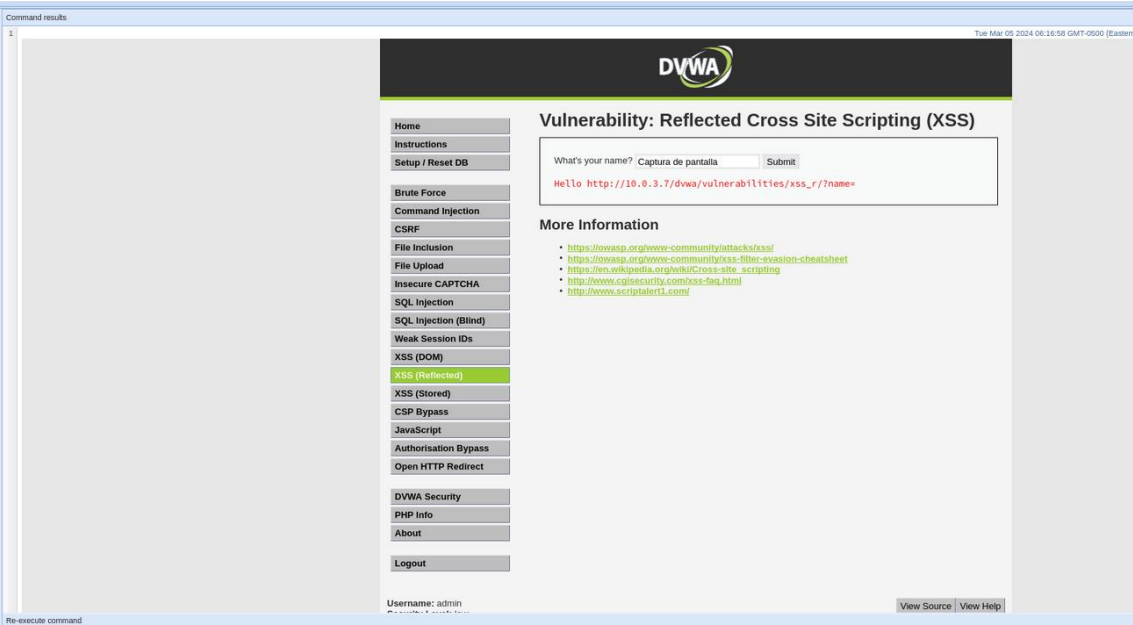 Command results
1
Tue Mar 05 2024 06:16:58 GMT-0500 (Eastern
DVWA
Home
Instructions
Setup / Reset DB
Brute Force
Command Injection
CSRF
File Inclusion
File Upload
Insecure CAPTCHA
SQL Injection
SQL Injection (Blind)
Weak Session IDs
XSS (DOM)
XSS (Reflected)
XSS (Stored)
CSP Bypass
JavaScript
Authorisation Bypass
Open HTTP Redirect
DVWA Security
PHP Info
About
Logout
Vulnerability: Reflected Cross Site Scripting (XSS)
What's your name? Captura de pantalla Submit
Hello http://10.0.3.7/dvwa/vulnerabilities/xss_r/?name=
More Information
• https://owasp.org/www-community/attacks/xss/
• https://owasp.org/www-community/xss-filter-evasion-cheatsheet
• https://en.wikipedia.org/wiki/Cross-site_scripting
• http://www.cgisecurity.com/xss-faq.html
• http://www.scriptalert1.com/
Username: admin
View Source View Help
Re-execute command